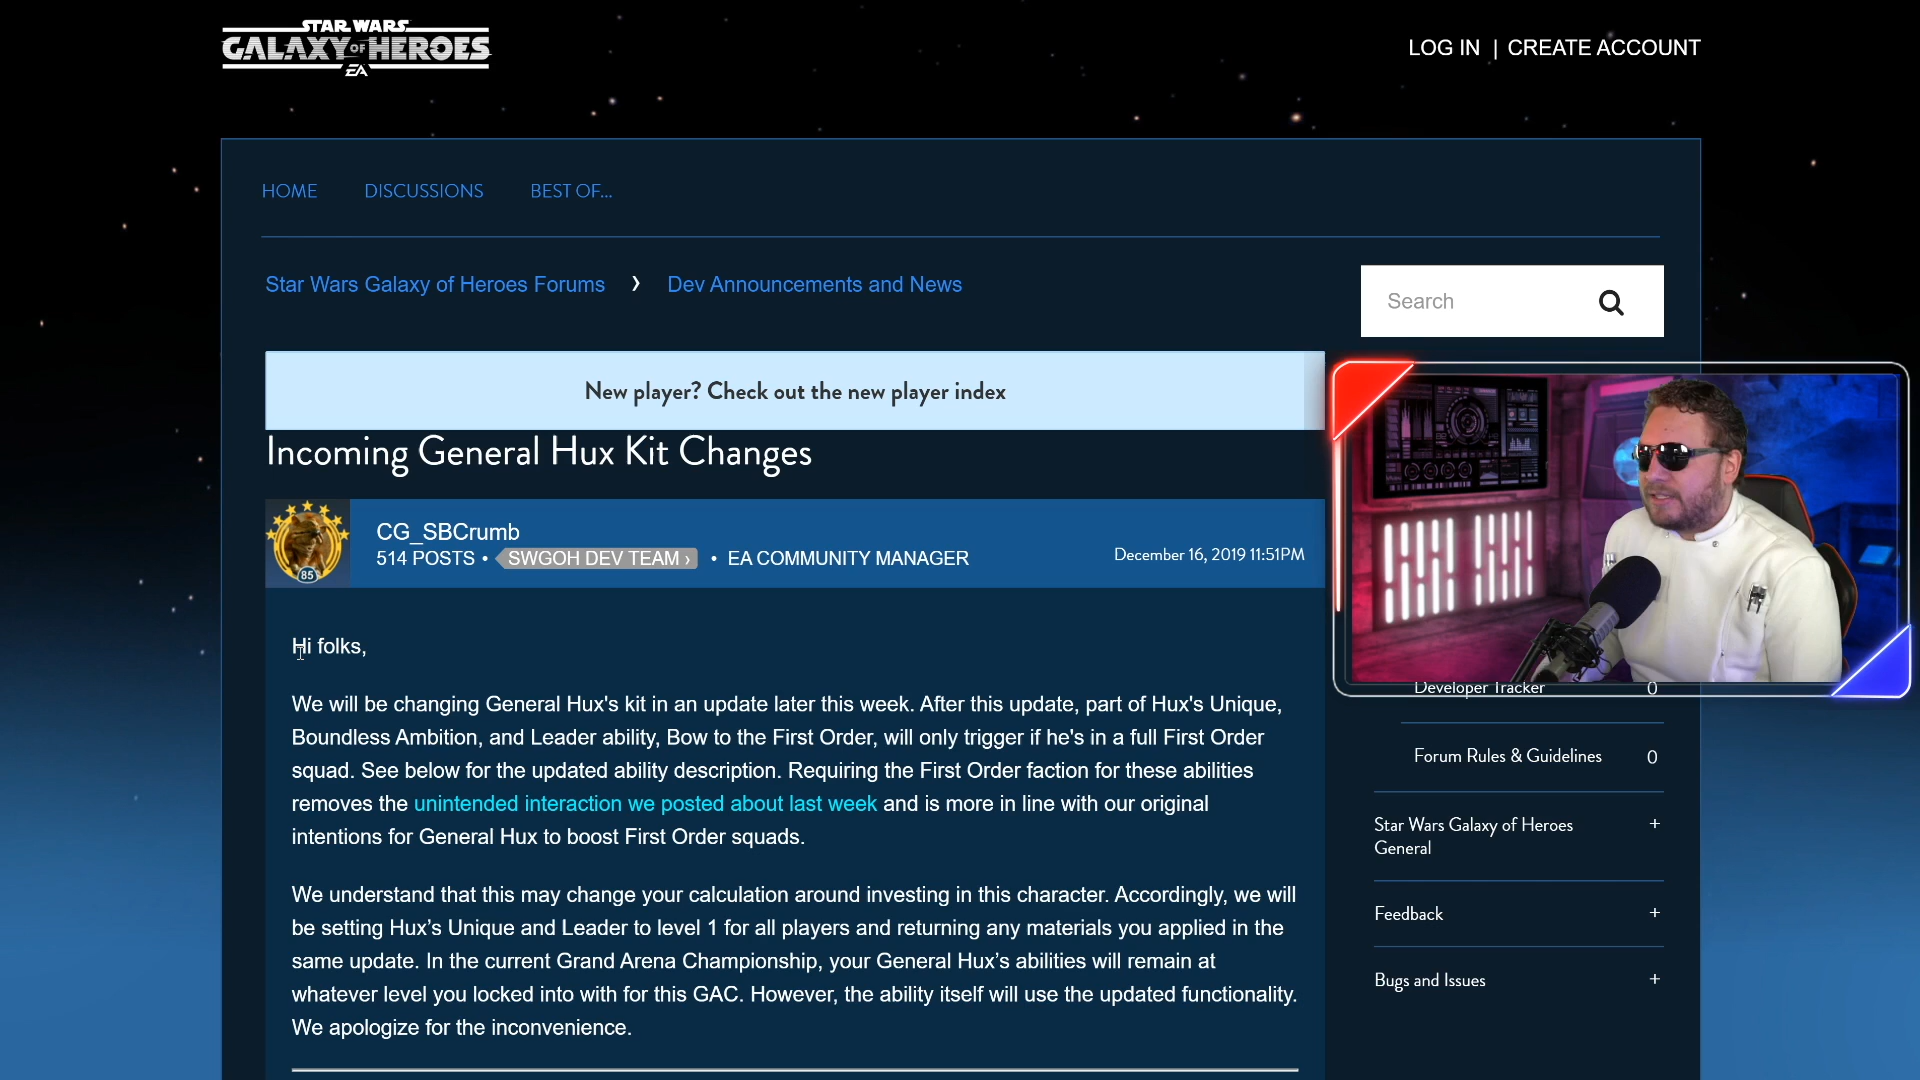 STAR WARS
GALAXY OF HEROES
EA
LOG IN | CREATE ACCOUNT
HOME DISCUSSIONS BEST OF...
Star Wars Galaxy of Heroes Forums › Dev Announcements and News
Search
New player? Check out the new player index
Incoming General Hux Kit Changes
CG_SBCrumb
514 POSTS • SWGOH DEV TEAM › • EA COMMUNITY MANAGER
December 16, 2019 11:51PM
85
Hi folks,
We will be changing General Hux's kit in an update later this week. After this update, part of Hux's Unique,
Boundless Ambition, and Leader ability, Bow to the First Order, will only trigger if he's in a full First Order
squad. See below for the updated ability description. Requiring the First Order faction for these abilities
removes the unintended interaction we posted about last week and is more in line with our original
intentions for General Hux to boost First Order squads.
We understand that this may change your calculation around investing in this character. Accordingly, we will
be setting Hux’s Unique and Leader to level 1 for all players and returning any materials you applied in the
same update. In the current Grand Arena Championship, your General Hux’s abilities will remain at
whatever level you locked into with for this GAC. However, the ability itself will use the updated functionality.
We apologize for the inconvenience.
Developer Tracker 0
Forum Rules & Guidelines 0
Star Wars Galaxy of Heroes +
General
Feedback +
Bugs and Issues +